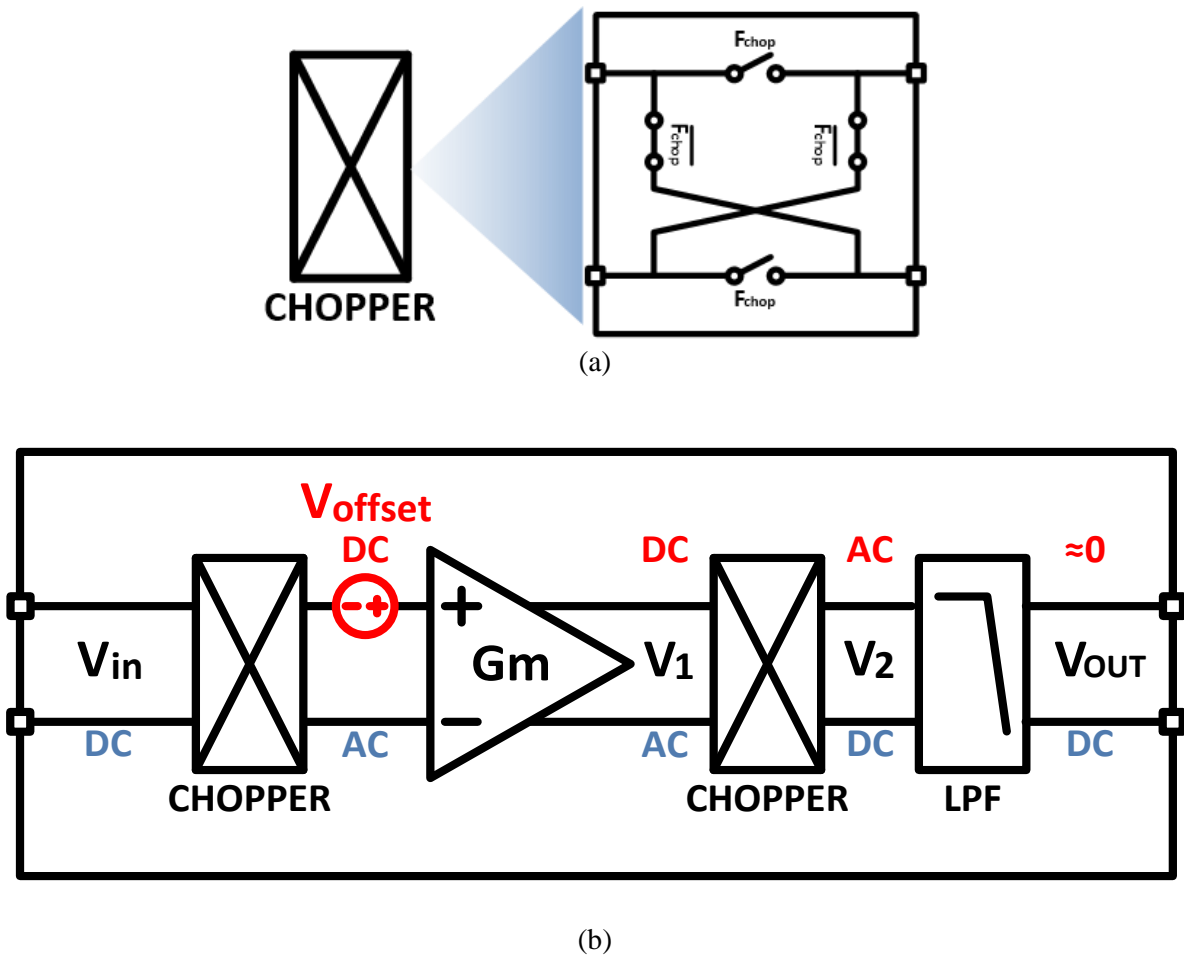 Fchop
Fchop
Fchop
Fchop
CHOPPER
(a)
Voffset
DC
DC
AC
≈0
- +
+
Vin
Gm
V1
V2
VOUT
−
DC
AC
AC
DC
DC
CHOPPER
CHOPPER
LPF
(b)